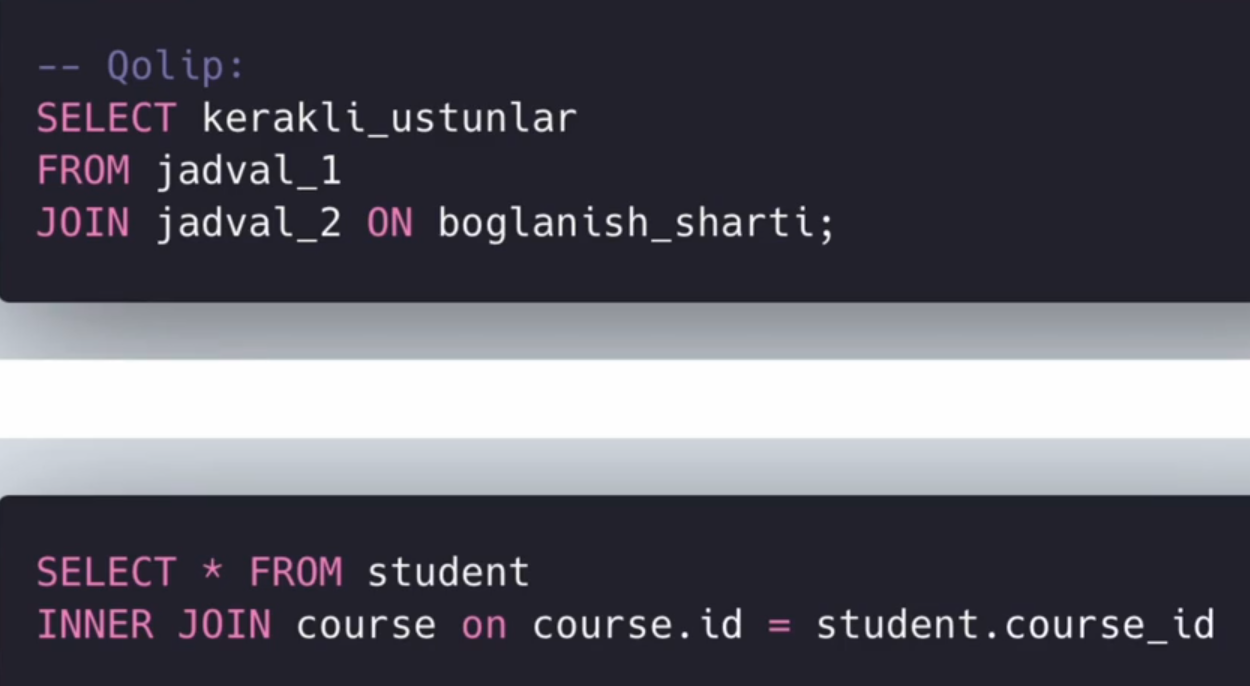 -- Qolip:
SELECT kerakli_ustunlar
FROM jadval_1
JOIN jadval_2 ON boglanish_sharti;
SELECT * FROM student
INNER JOIN course on course.id = student.course_id